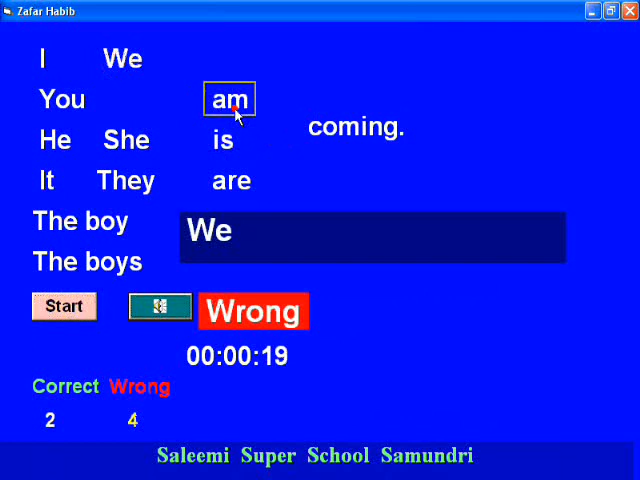 Zafar Habib
I We
You am
coming.
He She is
It They are
The boy
We
The boys
Start
Wrong
00:00:19
Correct Wrong
2 4
Saleemi Super School Samundri